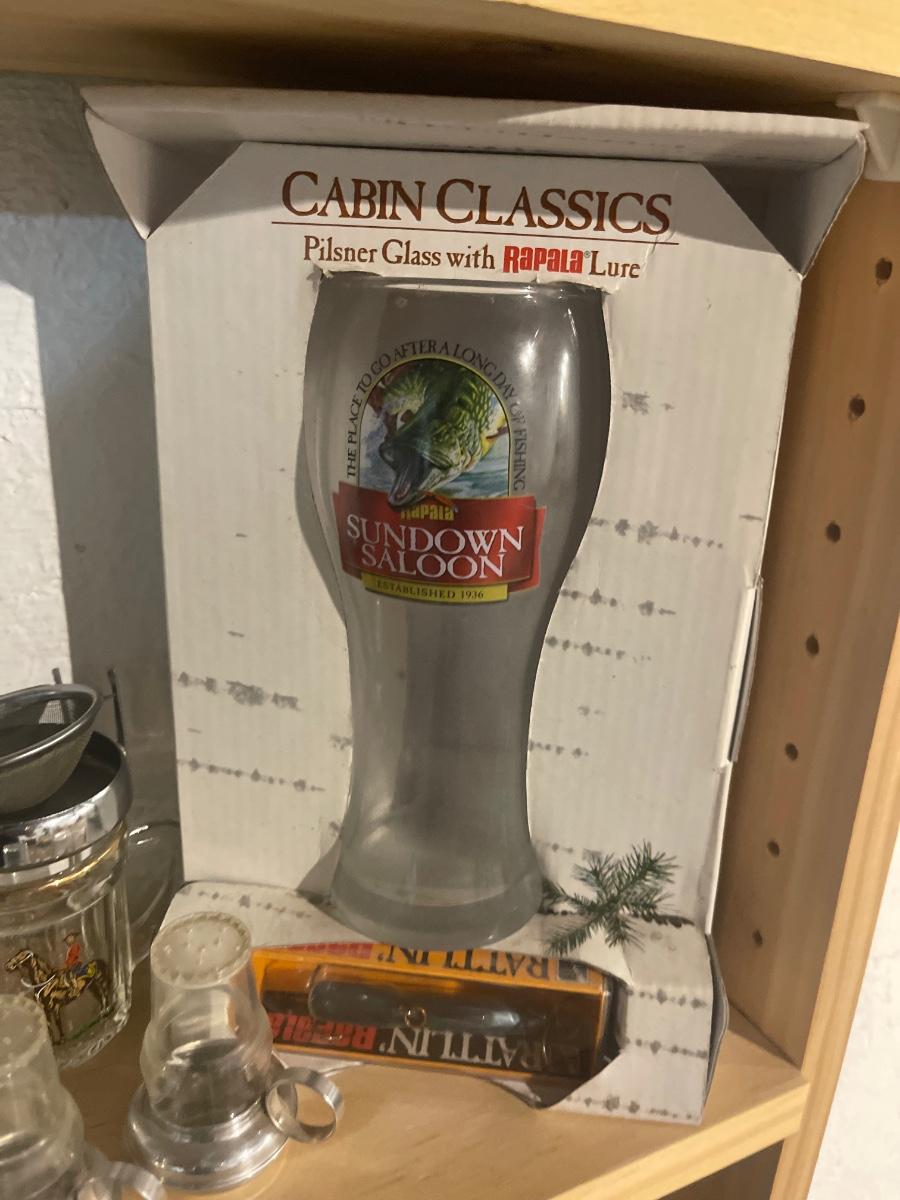 CABIN CLASSICS
Pilsner Glass with Rapala® Lure
THE PLACE TO GO AFTER A LONG DAY OF FISHING
Rapala
SUNDOWN
SALOON
ESTABLISHED 1936
RATTLIN'
RATTLIN' Rapala